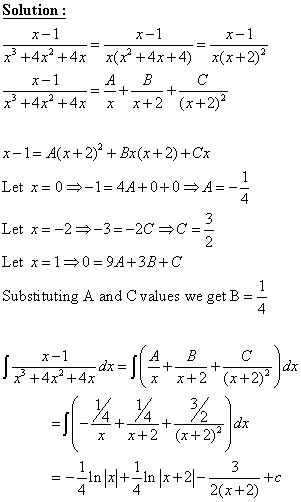 Solution :
(x−1)/(x³+4x²+4x) = (x−1)/(x(x²+4x+4)) = (x−1)/(x(x+2)²)
(x−1)/(x³+4x²+4x) = A/x + B/(x+2) + C/(x+2)²
x−1 = A(x+2)² + Bx(x+2) + Cx
Let x = 0 ⇒ −1 = 4A+0+0 ⇒ A = −1/4
Let x = −2 ⇒ −3 = −2C ⇒ C = 3/2
Let x = 1 ⇒ 0 = 9A+3B+C
Substituting A and C values we get B = 1/4
∫ (x−1)/(x³+4x²+4x) dx = ∫ (A/x + B/(x+2) + C/(x+2)²) dx
= ∫ (−(1/4)/x + (1/4)/(x+2) + (3/2)/(x+2)²) dx
= −1/4 ln|x| + 1/4 ln|x+2| − 3/(2(x+2)) + c